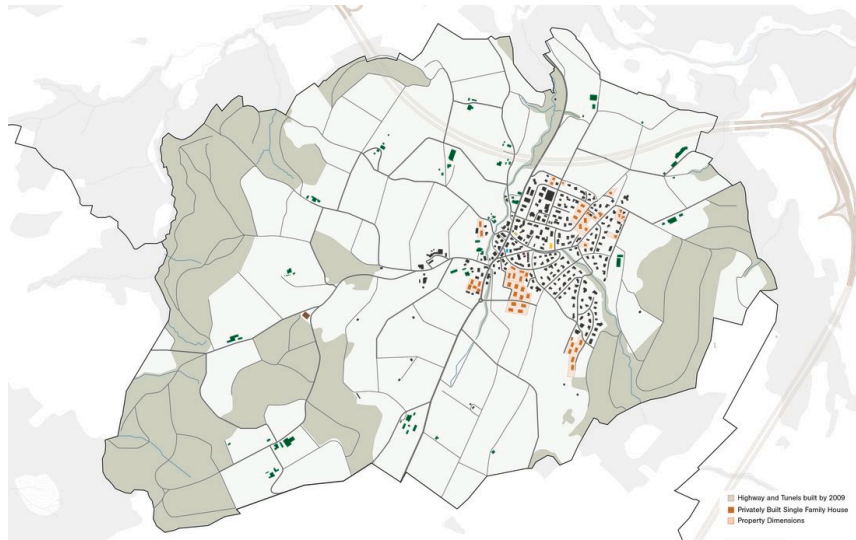 Highway and Tunels built by 2009
Privately Built Single Family House
Property Dimensions